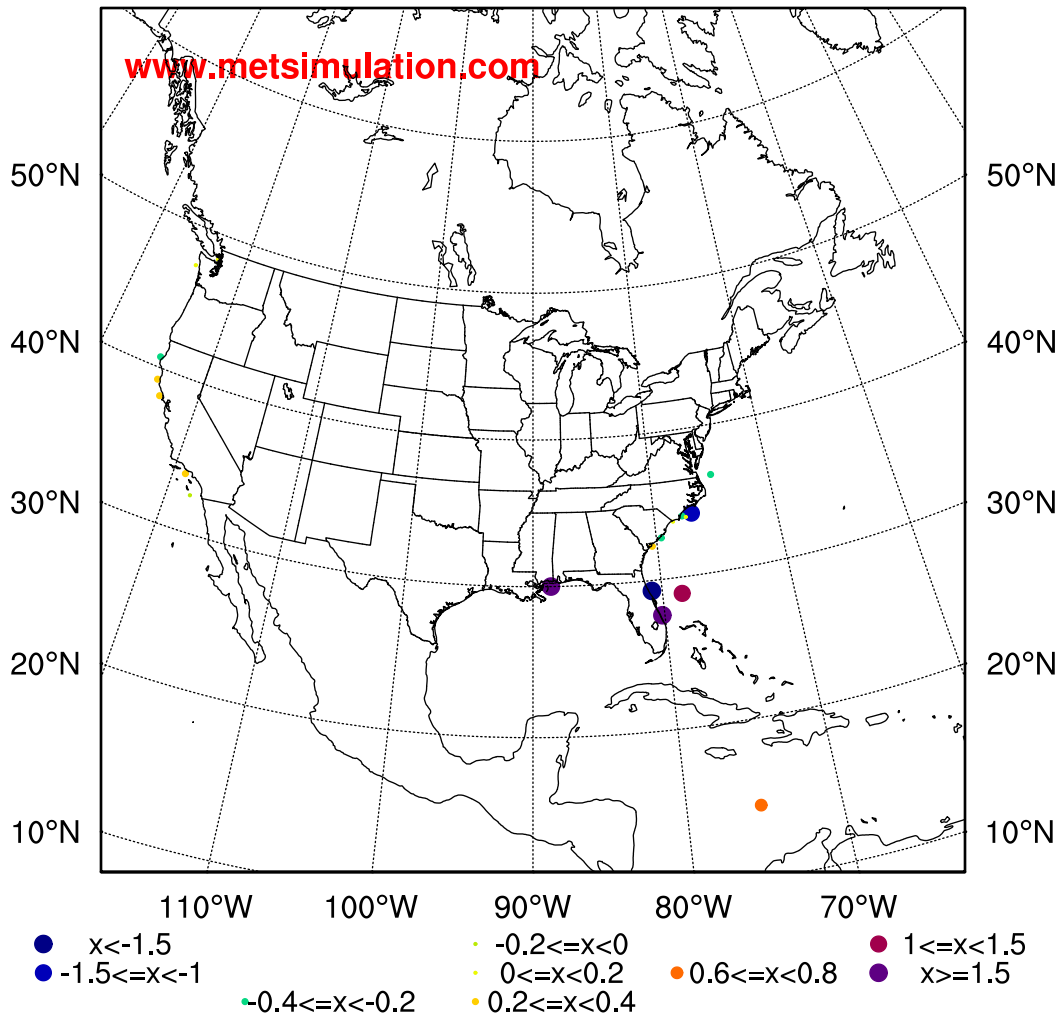 www.metsimulation.com
50°N 50°N
40°N 40°N
30°N 30°N
20°N 20°N
10°N 10°N
110°W 100°W 90°W 80°W 70°W
x<-1.5 -0.2<=x<0 1<=x<1.5
-1.5<=x<-1 0<=x<0.2 0.6<=x<0.8 x>=1.5
-0.4<=x<-0.2 0.2<=x<0.4